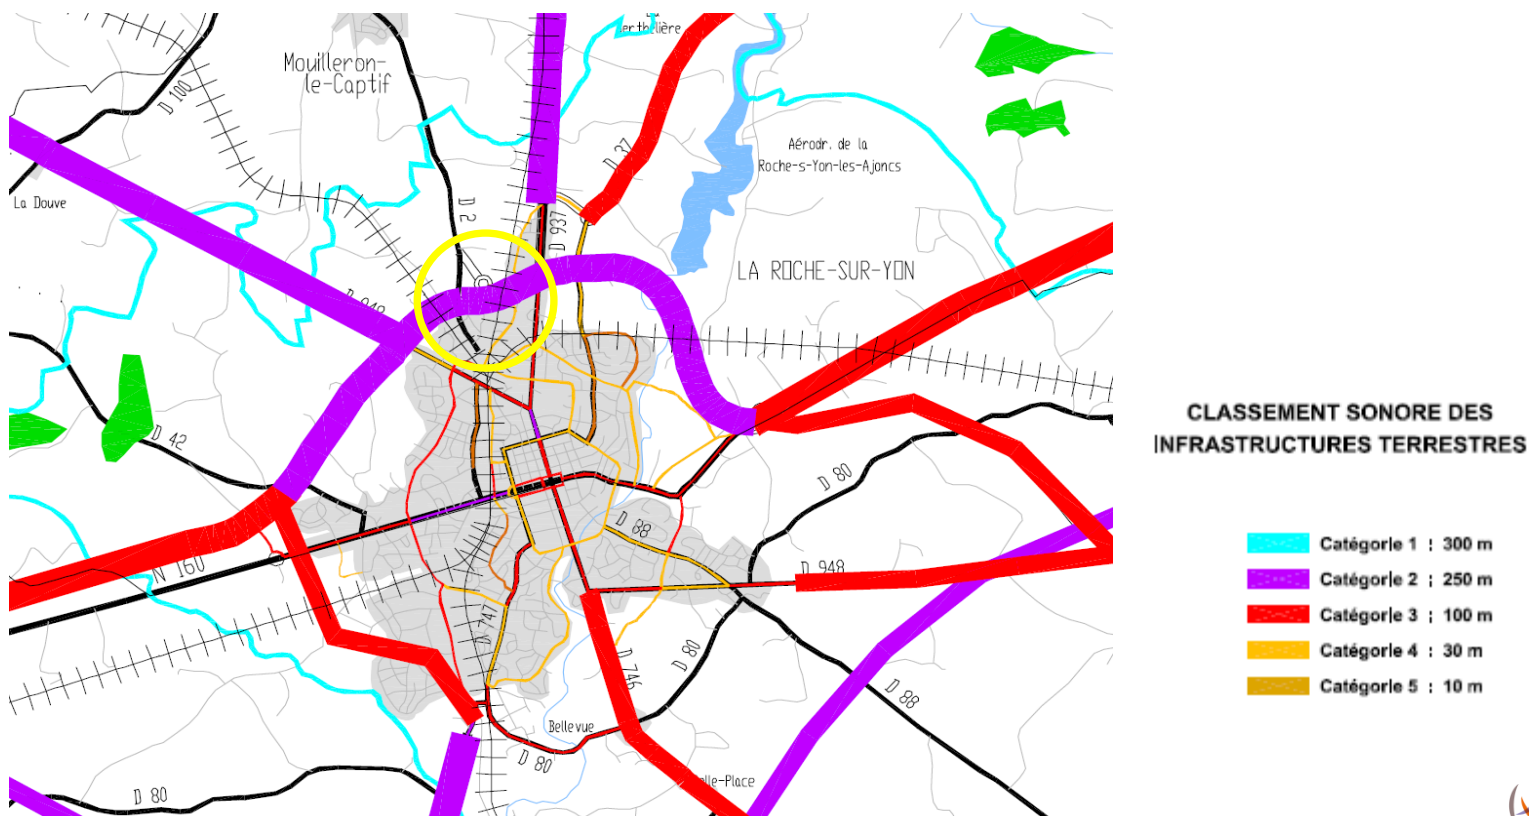 Mouilleron-
le-Captif
D 100
La Douve
D 2
D 937
D 37
Aérodr. de la
Roche-s-Yon-les-Ajoncs
LA ROCHE-SUR-YON
D 42
N 160
D 80
D 88
D 948
D 80
D 746
D 88
Bellevue
D 80
D 80
CLASSEMENT SONORE DES
INFRASTRUCTURES TERRESTRES
Catégorie 1 : 300 m
Catégorie 2 : 250 m
Catégorie 3 : 100 m
Catégorie 4 : 30 m
Catégorie 5 : 10 m